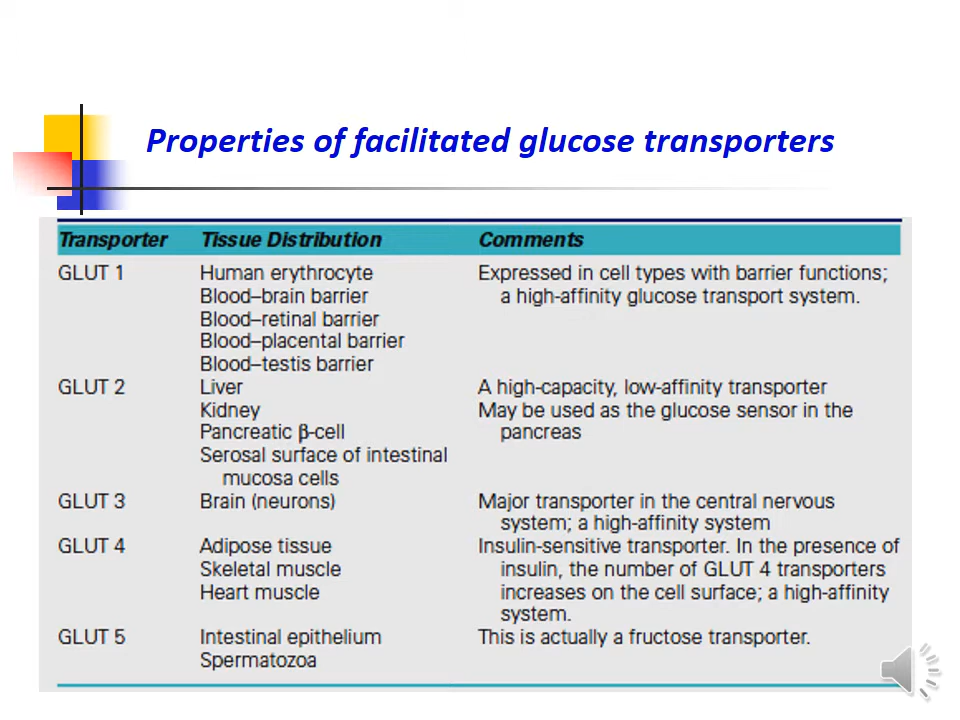 Properties of facilitated glucose transporters
Transporter Tissue Distribution Comments
GLUT 1 Human erythrocyte Expressed in cell types with barrier functions;
Blood–brain barrier a high-affinity glucose transport system.
Blood–retinal barrier
Blood–placental barrier
Blood–testis barrier
GLUT 2 Liver A high-capacity, low-affinity transporter
Kidney May be used as the glucose sensor in the
Pancreatic β-cell pancreas
Serosal surface of intestinal
mucosa cells
GLUT 3 Brain (neurons) Major transporter in the central nervous
system; a high-affinity system
GLUT 4 Adipose tissue Insulin-sensitive transporter. In the presence of
Skeletal muscle insulin, the number of GLUT 4 transporters
Heart muscle increases on the cell surface; a high-affinity
system.
GLUT 5 Intestinal epithelium This is actually a fructose transporter.
Spermatozoa